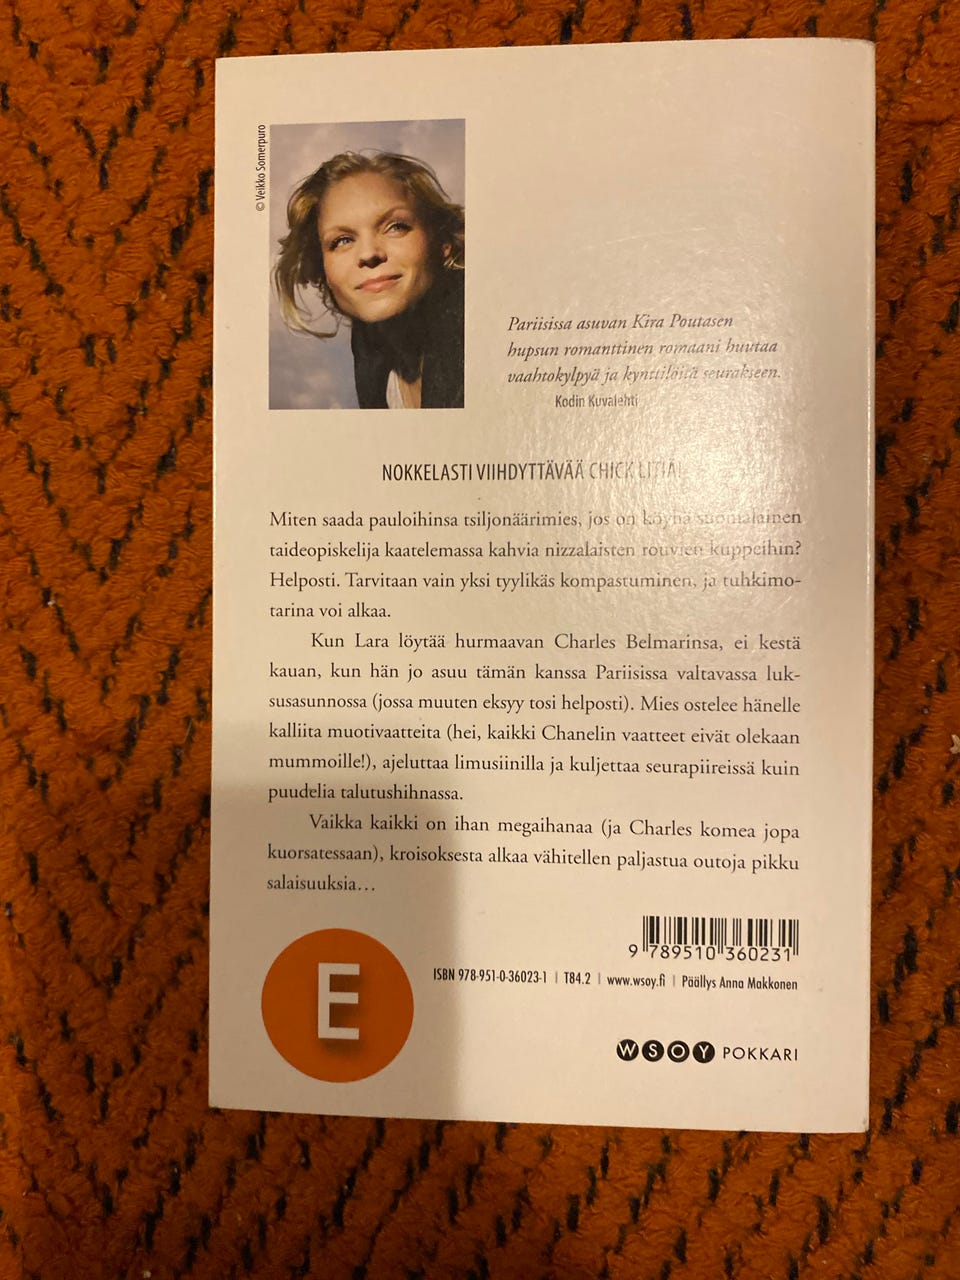 © Veikko Somerpuro
Pariisissa asuvan Kira Poutasen
hupsun romanttinen romaani huutaa
vaahtokylpyä ja kynttilöitä seurakseen.
Kodin Kuvalehti
NOKKELASTI VIIHDYTTÄVÄÄ CHICK LITIÄ!
Miten saada pauloihinsa tsiljonäärimies, jos on köyhä suomalainen
taideopiskelija kaatelemassa kahvia nizzalaisten rouvien kuppeihin?
Helposti. Tarvitaan vain yksi tyylikäs kompastuminen, ja tuhkimo-
tarina voi alkaa.
Kun Lara löytää hurmaavan Charles Belmarinsa, ei kestä
kauan, kun hän jo asuu tämän kanssa Pariisissa valtavassa luk-
susasunnossa (jossa muuten eksyy tosi helposti). Mies ostelee hänelle
kalliita muotivaatteita (hei, kaikki Chanelin vaatteet eivät olekaan
mummoille!), ajeluttaa limusiinilla ja kuljettaa seurapiireissä kuin
puudelia talutushihnassa.
Vaikka kaikki on ihan megaihanaa (ja Charles komea jopa
kuorsatessaan), kroisoksesta alkaa vähitellen paljastua outoja pikku
salaisuuksia...
9 789510 360231
ISBN 978-951-0-36023-1 | T84.2 | www.wsoy.fi | Päällys Anna Makkonen
E
WSOY POKKARI